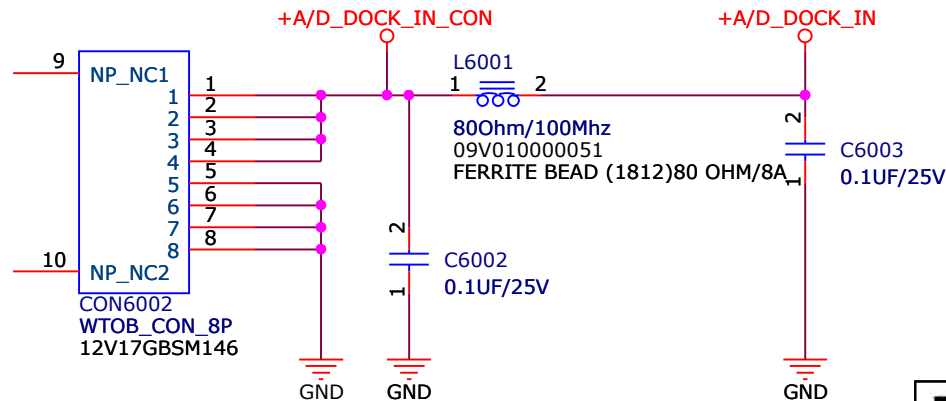 +A/D_DOCK_IN_CON
+A/D_DOCK_IN
9
NP_NC1
1
1
2
2
3
3
4
4
5
5
6
6
7
7
8
8
10
NP_NC2
CON6002
WTOB_CON_8P
12V17GBSM146
L6001
1
2
80Ohm/100Mhz
09V010000051
FERRITE BEAD (1812)80 OHM/8A
2
C6002
0.1UF/25V
1
2
C6003
0.1UF/25V
1
GND
GND
GND